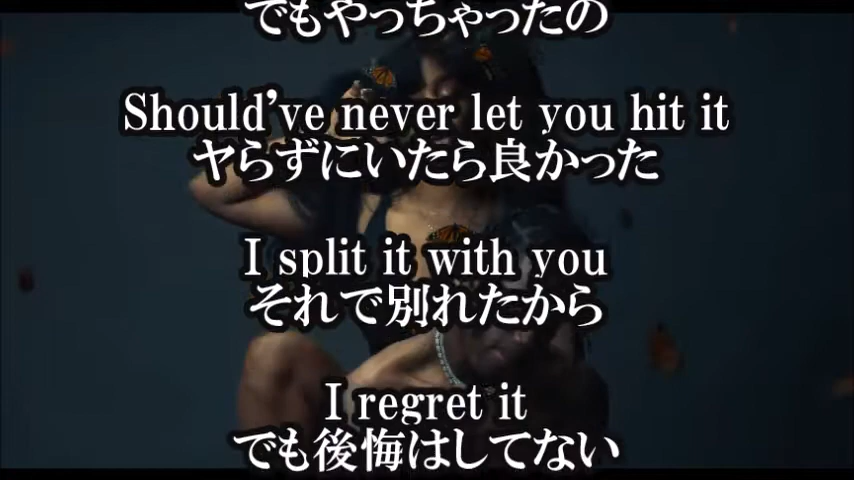 でもやっちゃったの
Should've never let you hit it
ヤらずにいたら良かった
I split it with you
それで別れたから
I regret it
でも後悔はしてない